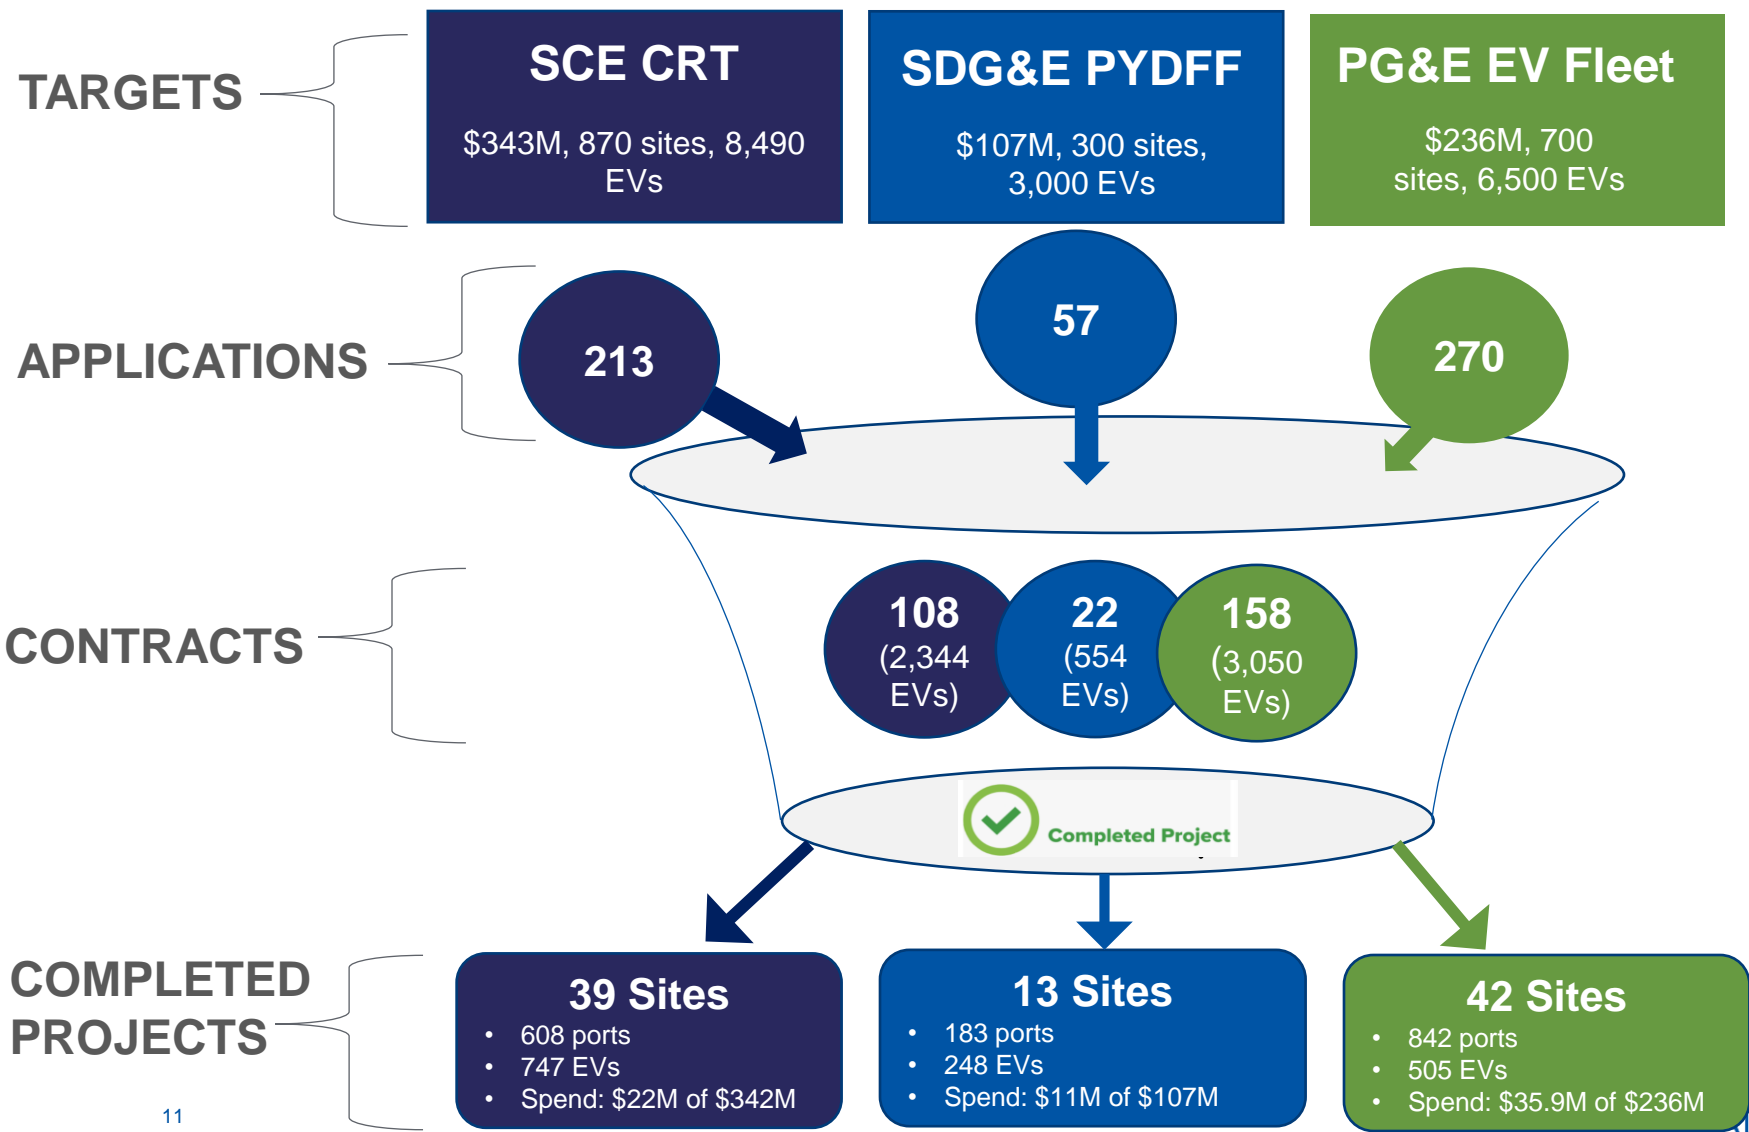 TARGETS
SCE CRT
$343M, 870 sites, 8,490
EVs
SDG&E PYDFF
$107M, 300 sites,
3,000 EVs
PG&E EV Fleet
$236M, 700
sites, 6,500 EVs
APPLICATIONS
213
57
270
CONTRACTS
108
(2,344
EVs)
22
(554
EVs)
158
(3,050
EVs)
Completed Project
COMPLETED
PROJECTS
39 Sites
• 608 ports
• 747 EVs
• Spend: $22M of $342M
13 Sites
• 183 ports
• 248 EVs
• Spend: $11M of $107M
42 Sites
• 842 ports
• 505 EVs
• Spend: $35.9M of $236M
11